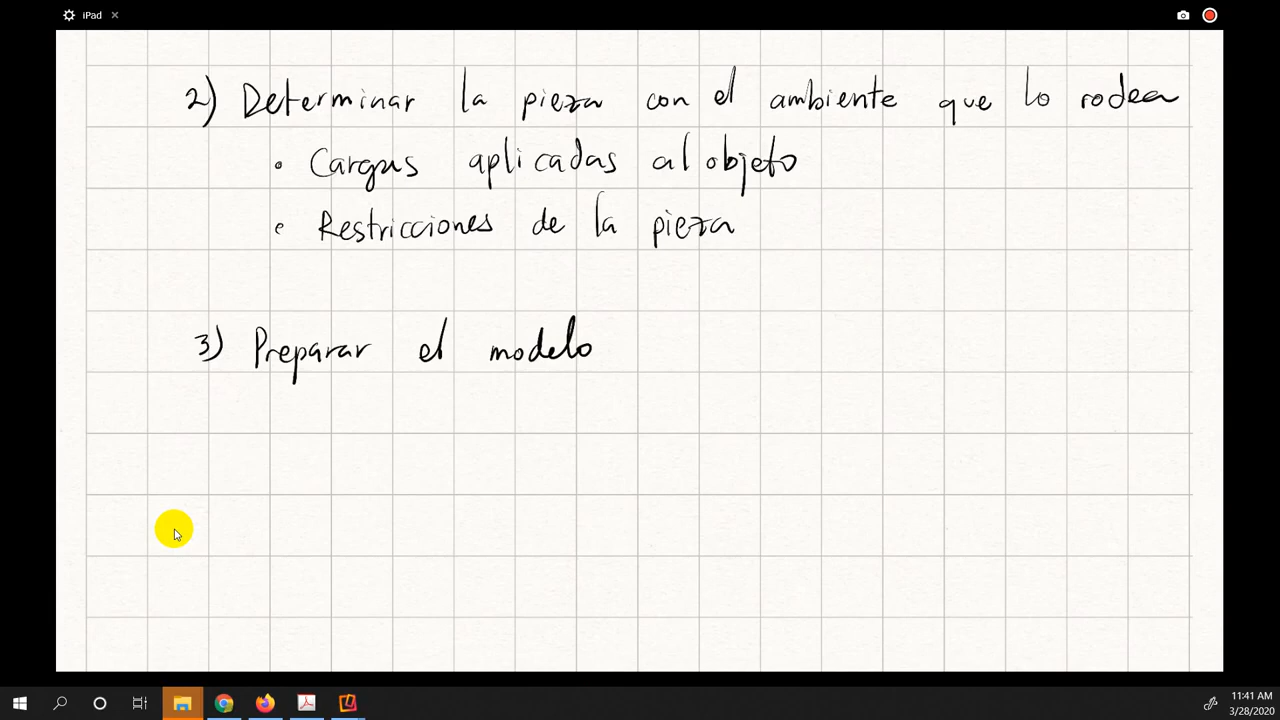 iPad
2) Determinar la pieza con el ambiente que lo rodea
• Cargas aplicadas al objeto
• Restricciones de la pieza
3) Preparar el modelo
11:41 AM
3/28/2020